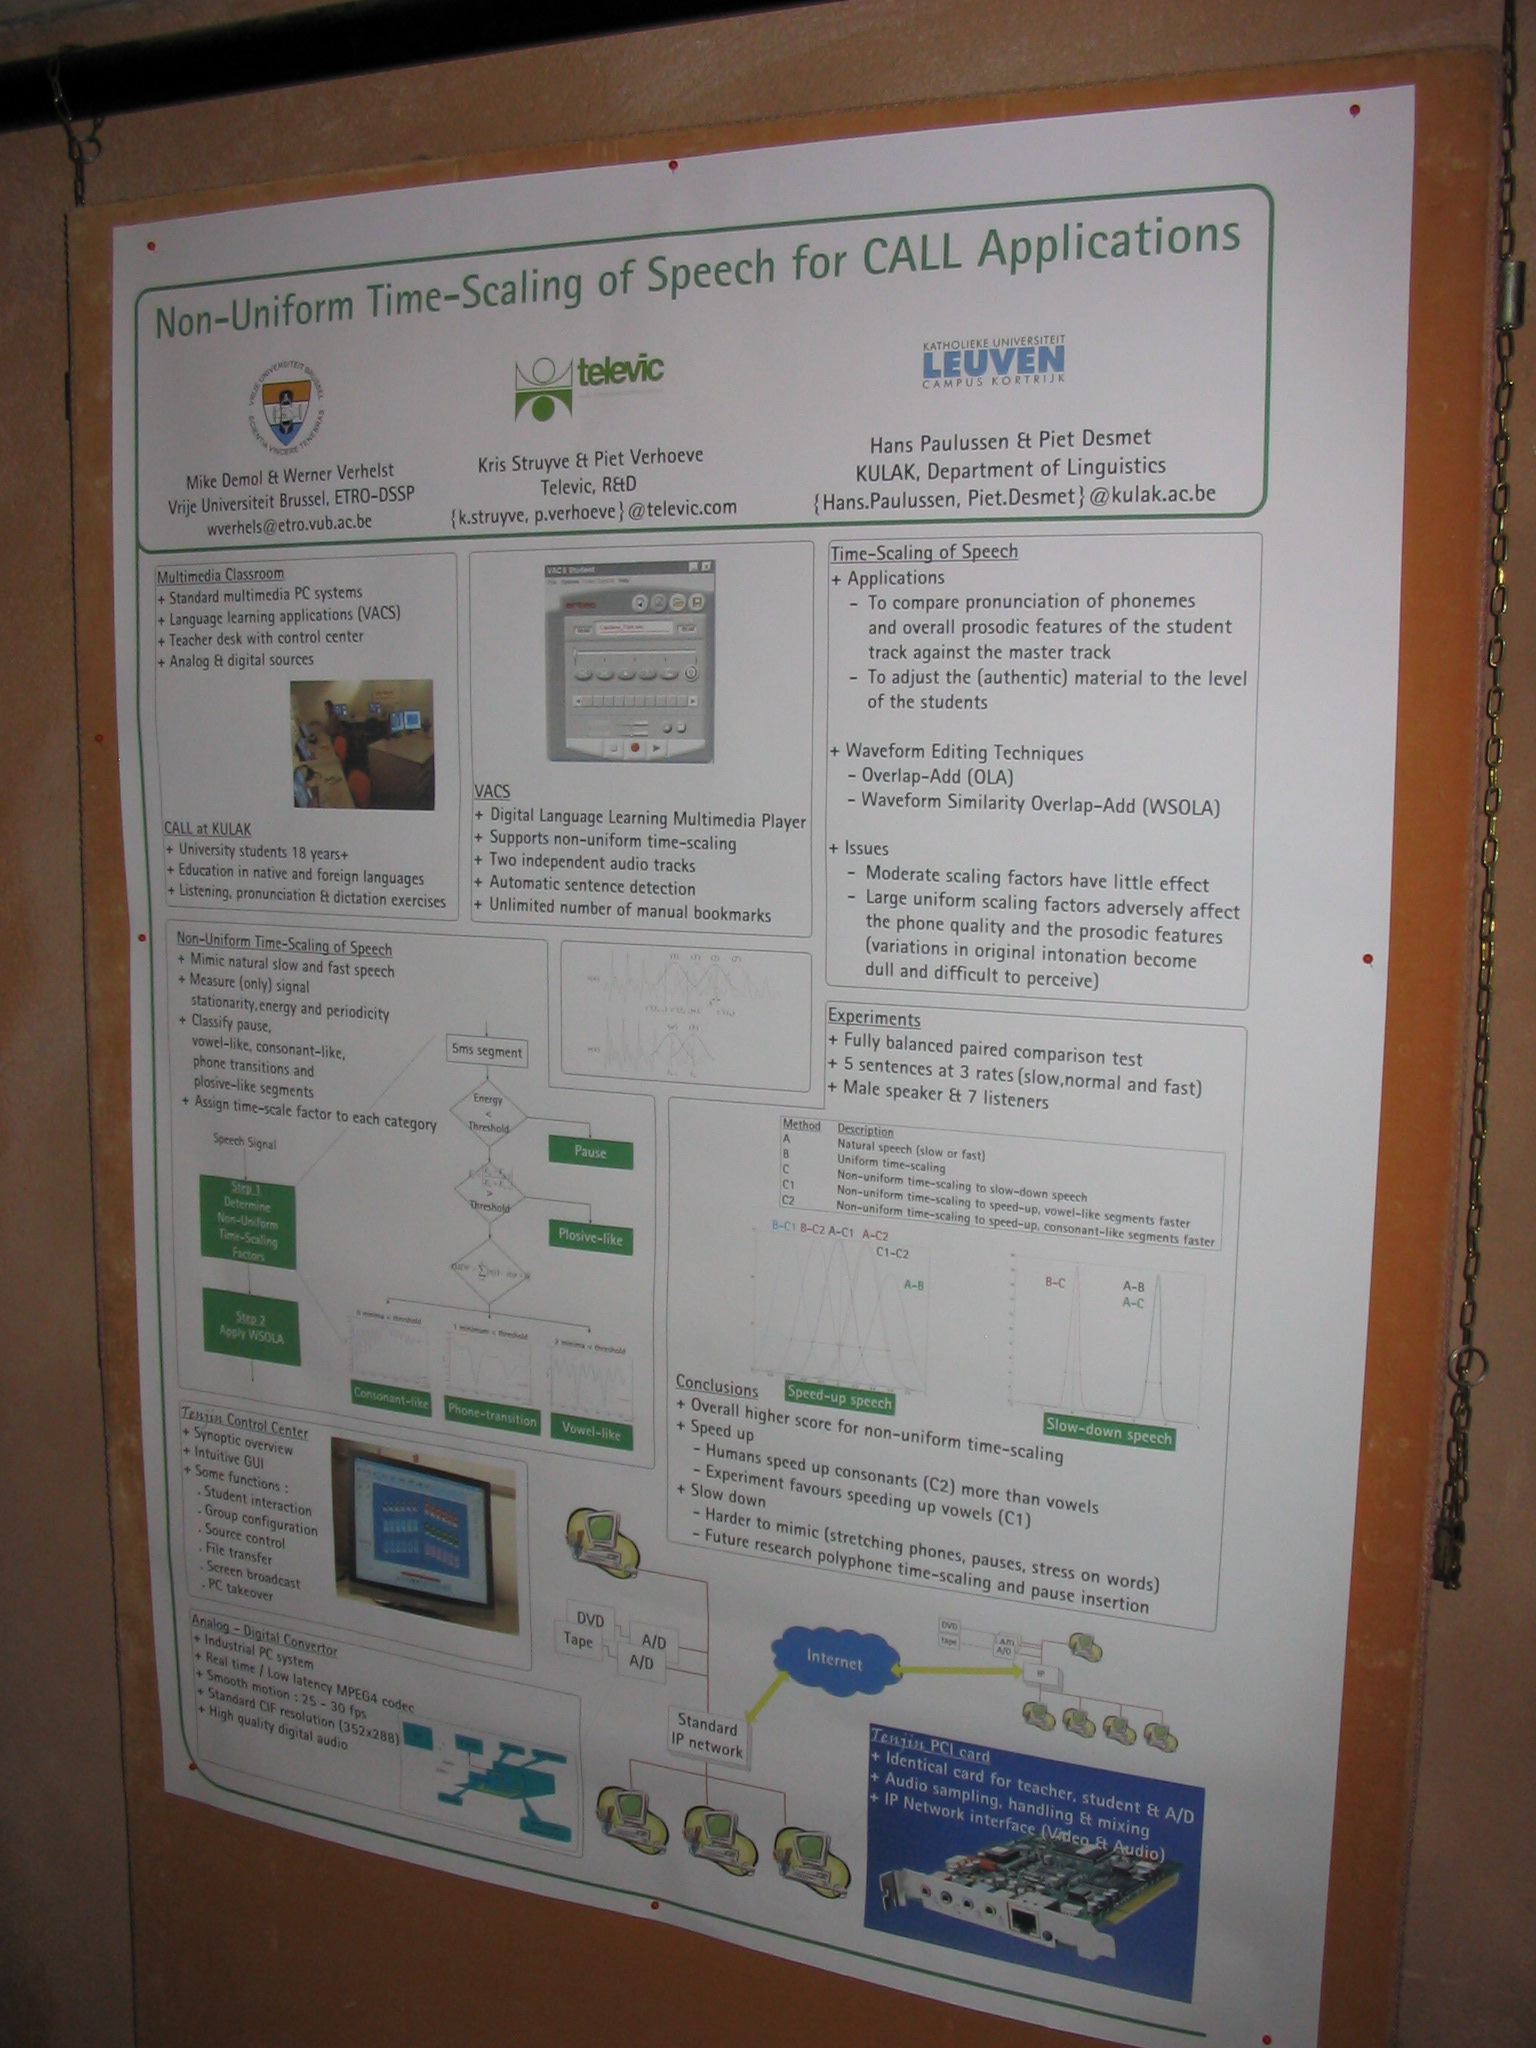 Non-Uniform Time-Scaling of Speech for CALL Applications
VRIJE UNIVERSITEIT BRUSSEL
SCIENTIA VINCERE TENEBRAS
Mike Demol & Werner Verhelst
Vrije Universiteit Brussel, ETRO-DSSP
wverhels@etro.vub.ac.be
televic
Kris Struyve & Piet Verhoeve
Televic, R&D
{k.struyve, p.verhoeve}@televic.com
KATHOLIEKE UNIVERSITEIT
LEUVEN
CAMPUS KORTRIJK
Hans Paulussen & Piet Desmet
KULAK, Department of Linguistics
{Hans.Paulussen, Piet.Desmet}@kulak.ac.be
Multimedia Classroom
+ Standard multimedia PC systems
+ Language learning applications (VACS)
+ Teacher desk with control center
+ Analog & digital sources
CALL at KULAK
+ University students 18 years+
+ Education in native and foreign languages
+ Listening, pronunciation & dictation exercises
VACS Student
VACS
+ Digital Language Learning Multimedia Player
+ Supports non-uniform time-scaling
+ Two independent audio tracks
+ Automatic sentence detection
+ Unlimited number of manual bookmarks
Time-Scaling of Speech
+ Applications
- To compare pronunciation of phonemes
and overall prosodic features of the student
track against the master track
- To adjust the (authentic) material to the level
of the students
+ Waveform Editing Techniques
- Overlap-Add (OLA)
- Waveform Similarity Overlap-Add (WSOLA)
+ Issues
- Moderate scaling factors have little effect
- Large uniform scaling factors adversely affect
the phone quality and the prosodic features
(variations in original intonation become
dull and difficult to perceive)
Non-Uniform Time-Scaling of Speech
+ Mimic natural slow and fast speech
+ Measure (only) signal
stationarity,energy and periodicity
+ Classify pause,
vowel-like, consonant-like,
phone transitions and
plosive-like segments
+ Assign time-scale factor to each category
Speech Signal
Step 1
Determine
Non-Uniform
Time-Scaling
Factors
Step 2
Apply WSOLA
5ms segment
Energy
<
Threshold
Pause
>
Threshold
Plosive-like
0 minima < threshold
1 minimum < threshold
2 minima < threshold
Consonant-like
Phone-transition
Vowel-like
Experiments
+ Fully balanced paired comparison test
+ 5 sentences at 3 rates (slow,normal and fast)
+ Male speaker & 7 listeners
Method Description
A Natural speech (slow or fast)
B Uniform time-scaling
C Non-uniform time-scaling to slow-down speech
C1 Non-uniform time-scaling to speed-up, vowel-like segments faster
C2 Non-uniform time-scaling to speed-up, consonant-like segments faster
B-C1 B-C2 A-C1 A-C2
C1-C2
A-B
Speed-up speech
B-C
A-B
A-C
Slow-down speech
Conclusions
+ Overall higher score for non-uniform time-scaling
+ Speed up
- Humans speed up consonants (C2) more than vowels
- Experiment favours speeding up vowels (C1)
+ Slow down
- Harder to mimic (stretching phones, pauses, stress on words)
- Future research polyphone time-scaling and pause insertion
Tenjin Control Center
+ Synoptic overview
+ Intuitive GUI
+ Some functions :
. Student interaction
. Group configuration
. Source control
. File transfer
. Screen broadcast
. PC takeover
Analog - Digital Convertor
+ Industrial PC system
+ Real time / Low latency MPEG4 codec
+ Smooth motion : 25 - 30 fps
+ Standard CIF resolution (352x288)
+ High quality digital audio
DVD
Tape
A/D
A/D
Standard
IP network
Internet
DVD
Tape
A/D
A/D
IP
Tenjin PCI card
+ Identical card for teacher, student & A/D
+ Audio sampling, handling & mixing
+ IP Network interface (Video & Audio)